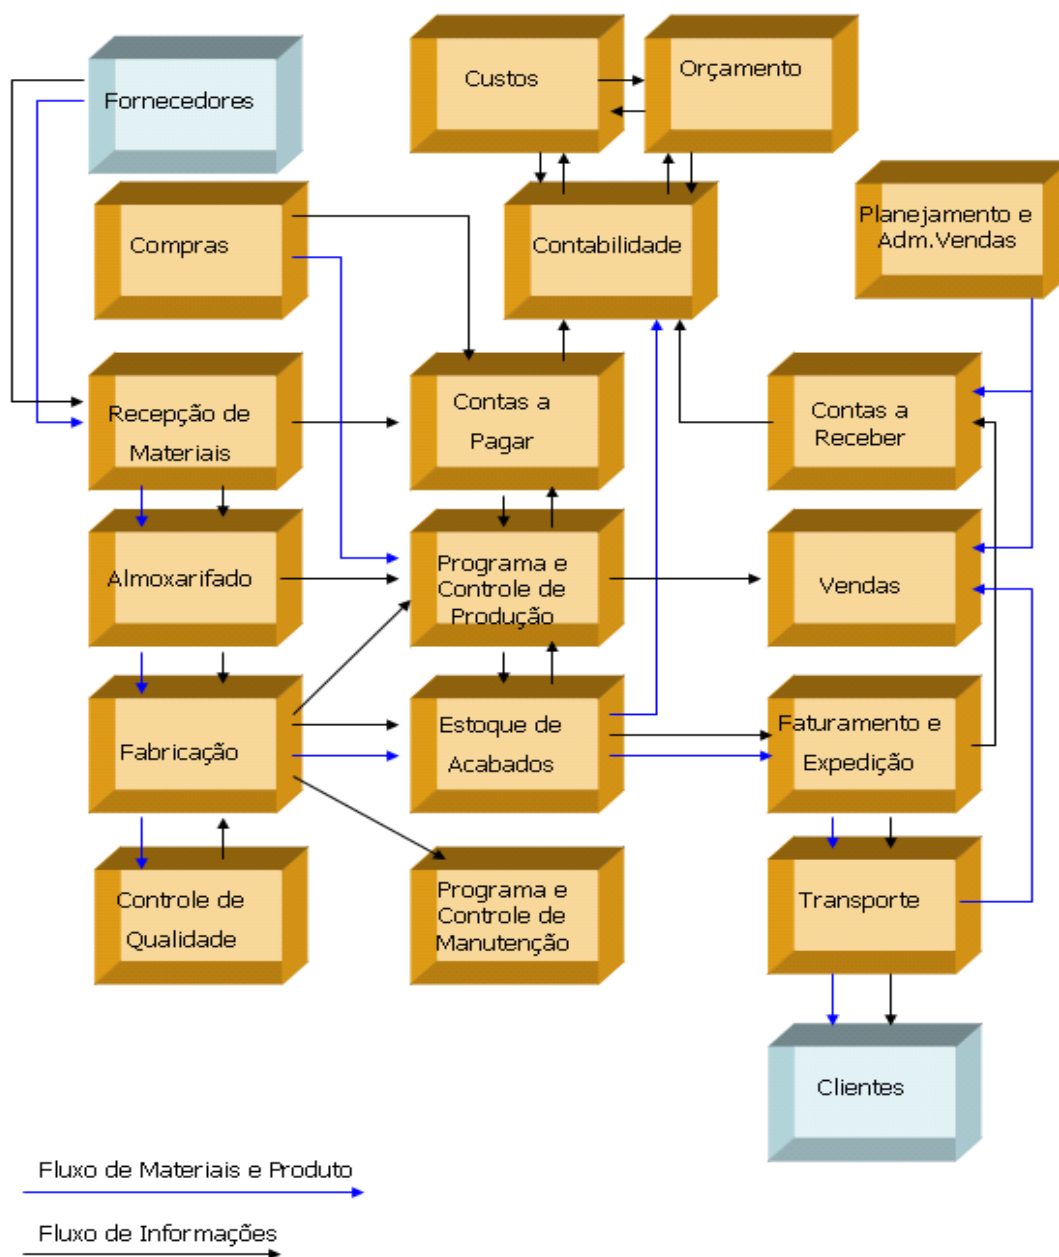 Fornecedores
Custos
Orçamento
Compras
Contabilidade
Planejamento e
Adm.Vendas
Recepção de
Materiais
Contas a
Pagar
Contas a
Receber
Almoxarifado
Programa e
Controle de
Produção
Vendas
Fabricação
Estoque de
Acabados
Faturamento e
Expedição
Controle de
Qualidade
Programa e
Controle de
Manutenção
Transporte
Clientes
Fluxo de Materiais e Produto
Fluxo de Informações